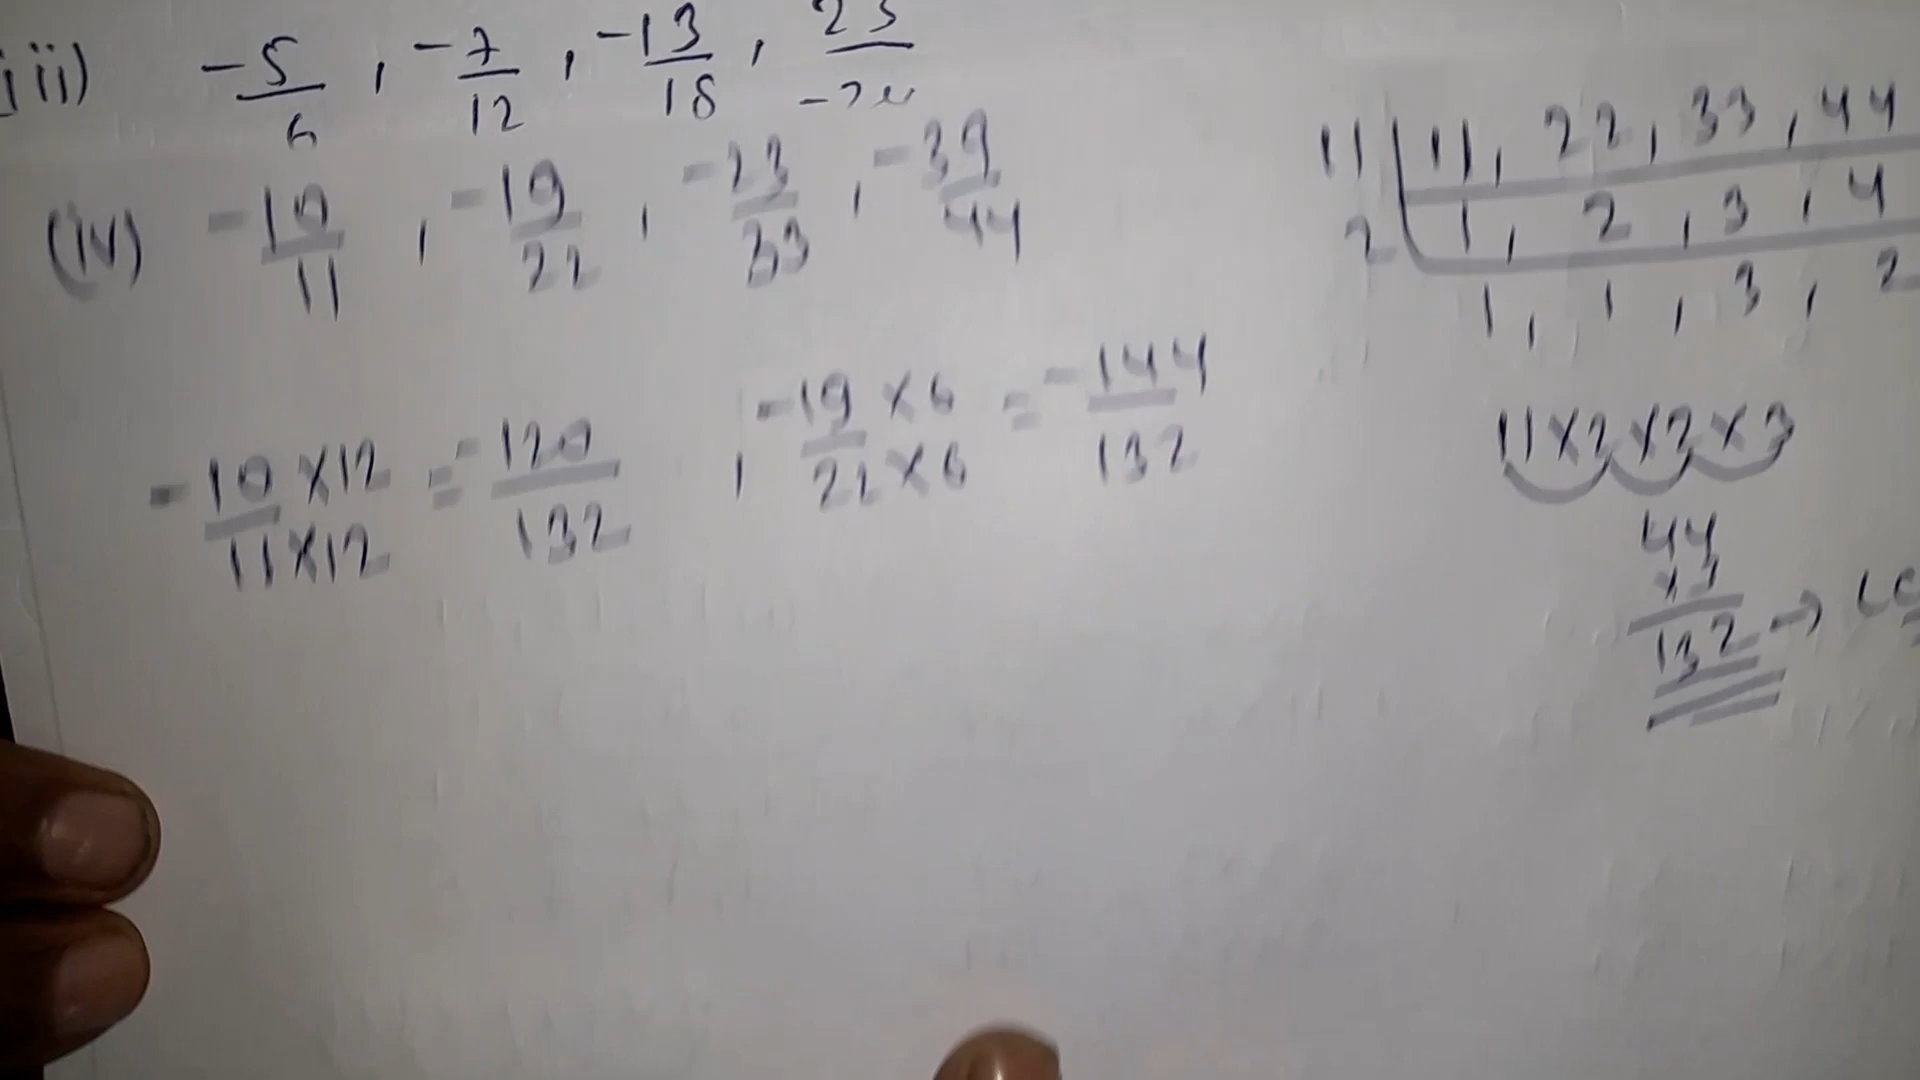 iii) -5/6 , -7/12 , -13/18 , 23/-24
(iv) -10/11 , -19/22 , -23/33 , -39/44
-10×12/11×12 = -120/132 , -19×6/22×6 = -144/132
11 | 11, 22, 33, 44
2 | 1, 2, 3, 4
1, 1, 3, 2
11×2×2×3
44
×3
132 →